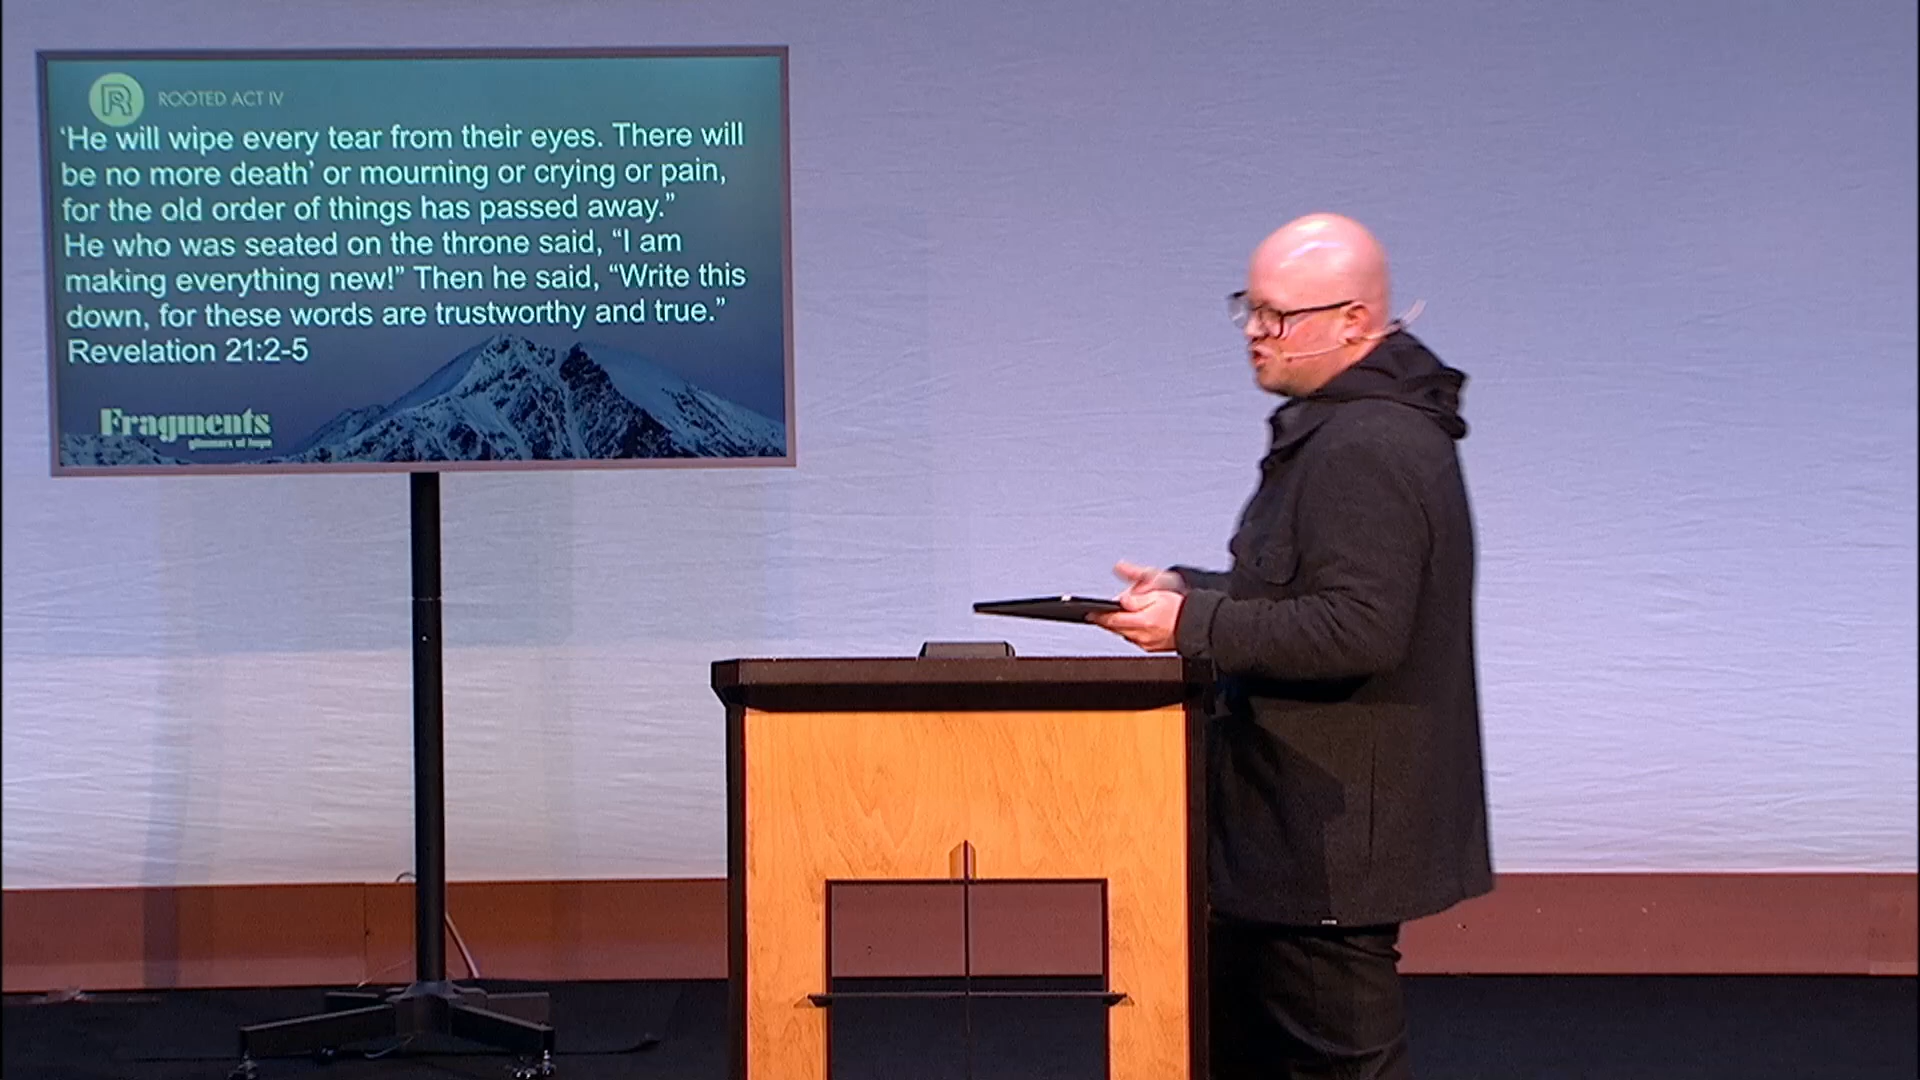 R ROOTED ACT IV
‘He will wipe every tear from their eyes. There will
be no more death’ or mourning or crying or pain,
for the old order of things has passed away.”
He who was seated on the throne said, “I am
making everything new!” Then he said, “Write this
down, for these words are trustworthy and true.”
Revelation 21:2-5
Fragments
glimmers of hope